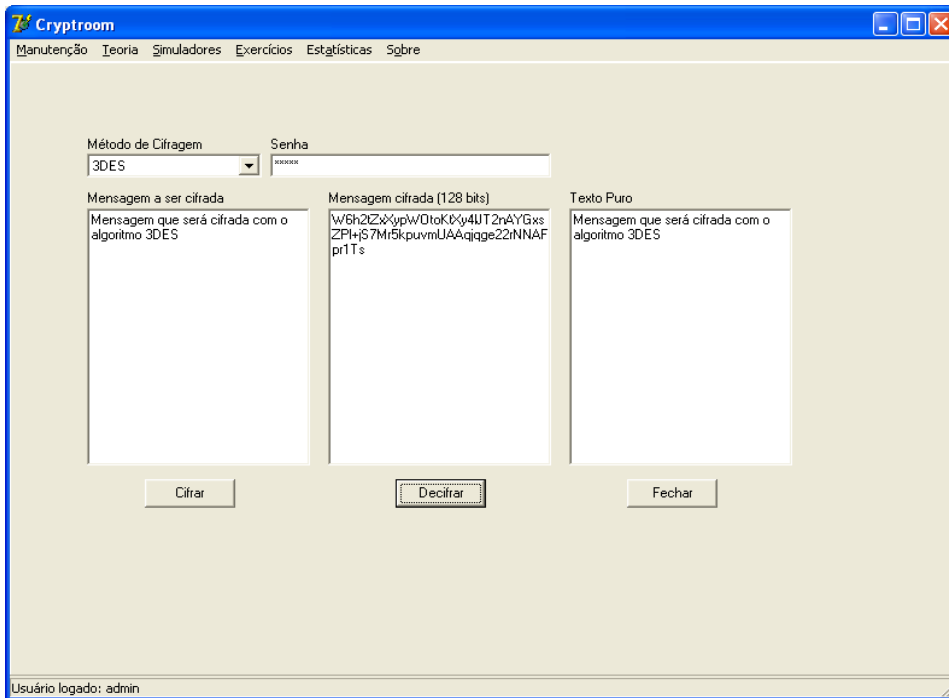 Cryptroom
Manutenção Teoria Simuladores Exercícios Estatísticas Sobre
Método de Cifragem Senha
3DES *****
Mensagem a ser cifrada Mensagem cifrada (128 bits) Texto Puro
Mensagem que será cifrada com o
algoritmo 3DES
ZPI+jS7Mr5kpuvmUAAqjqge22rNNAF
pr1Ts
Mensagem que será cifrada com o
algoritmo 3DES
Cifrar Decifrar Fechar
Usuário logado: admin